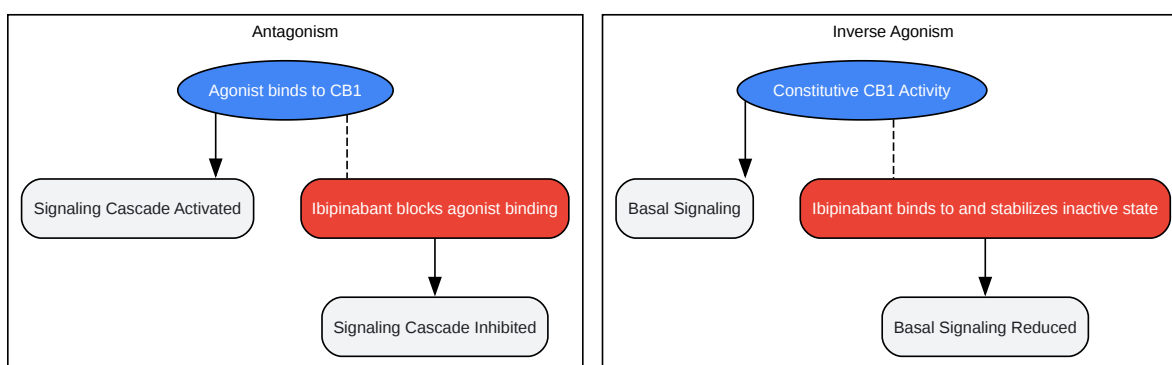 Antagonism
Agonist binds to CB1
Signaling Cascade Activated
Ibipinabant blocks agonist binding
Signaling Cascade Inhibited
Inverse Agonism
Constitutive CB1 Activity
Basal Signaling
Ibipinabant binds to and stabilizes inactive state
Basal Signaling Reduced